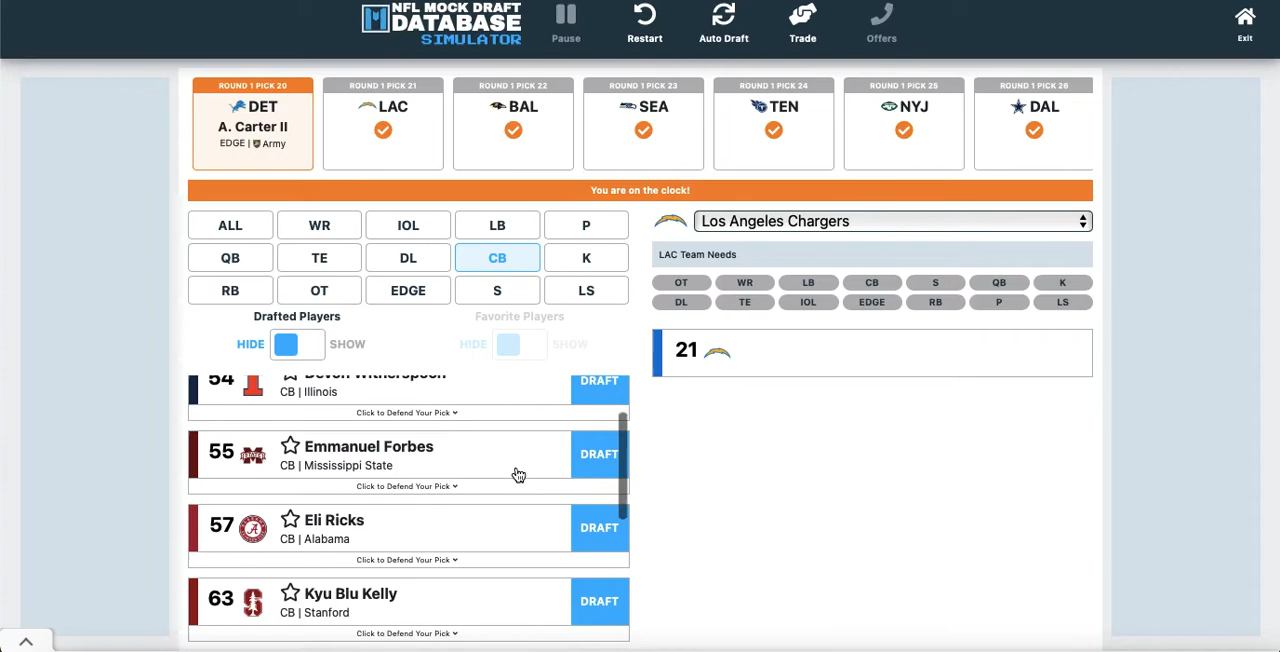 NFL MOCK DRAFT
DATABASE
SIMULATOR
Pause
Restart
Auto Draft
Trade
Offers
Exit
ROUND 1 PICK 20
DET
A. Carter II
EDGE | Army
ROUND 1 PICK 21
LAC
ROUND 1 PICK 22
BAL
ROUND 1 PICK 23
SEA
ROUND 1 PICK 24
TEN
ROUND 1 PICK 25
NYJ
ROUND 1 PICK 26
DAL
You are on the clock!
ALL WR IOL LB P
QB TE DL CB K
RB OT EDGE S LS
Drafted Players
HIDE SHOW
Favorite Players
HIDE SHOW
54 Devon Witherspoon
CB | Illinois
DRAFT
Click to Defend Your Pick
55 Emmanuel Forbes
CB | Mississippi State
DRAFT
Click to Defend Your Pick
57 Eli Ricks
CB | Alabama
DRAFT
Click to Defend Your Pick
63 Kyu Blu Kelly
CB | Stanford
DRAFT
Click to Defend Your Pick
Los Angeles Chargers
LAC Team Needs
OT WR LB CB S QB K
DL TE IOL EDGE RB P LS
21